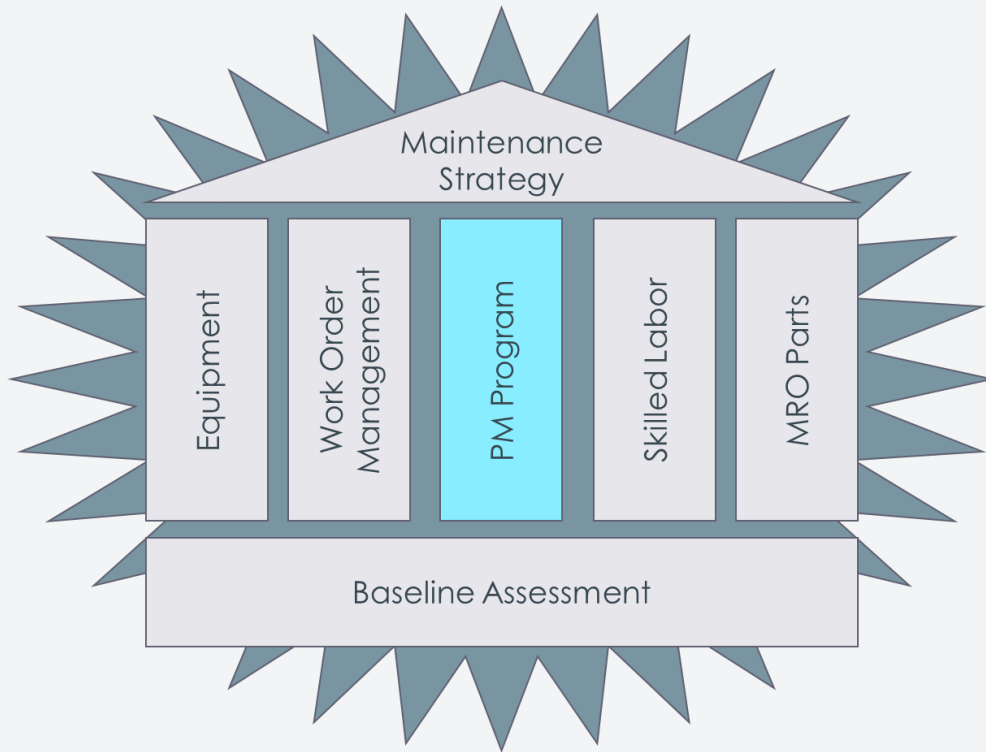 Maintenance
Strategy
Equipment
Work Order
Management
PM Program
Skilled Labor
MRO Parts
Baseline Assessment